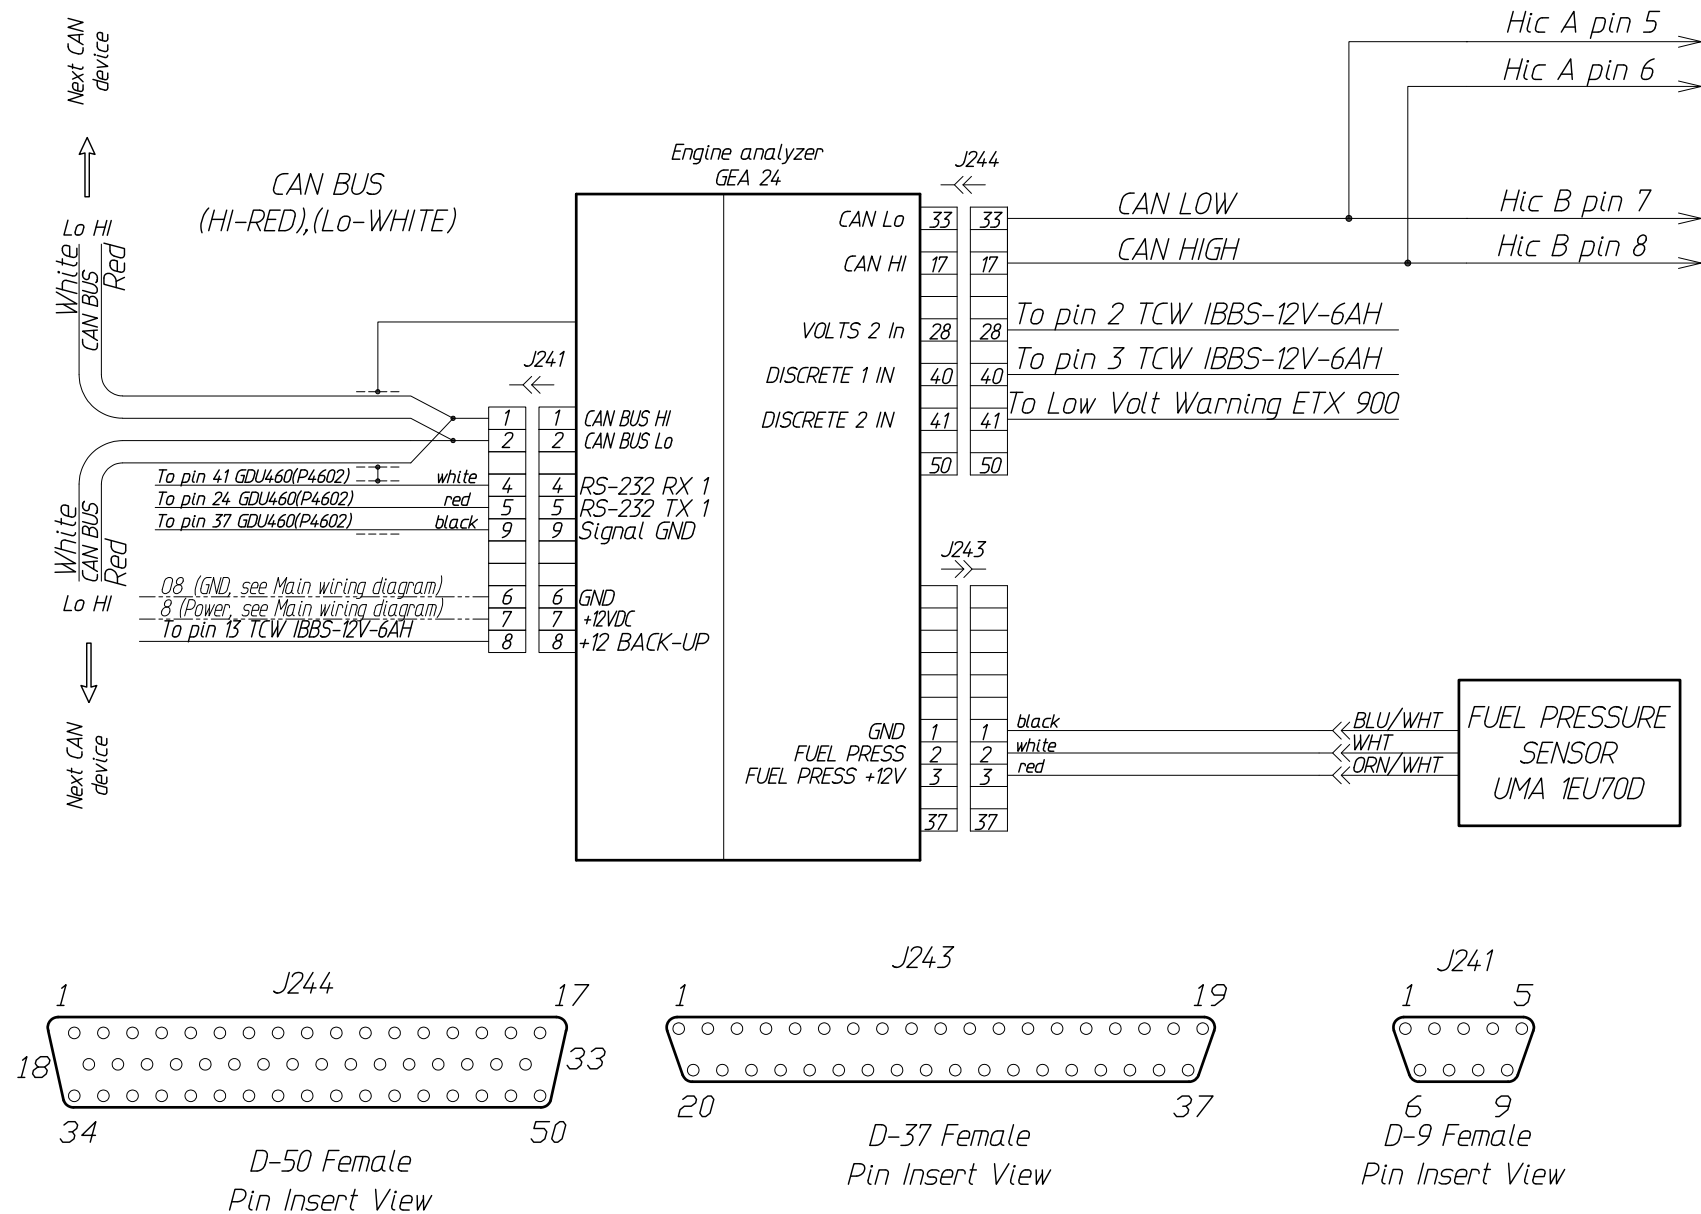 Next CAN
device
Lo HI
White
CAN BUS
Red
CAN BUS
(HI-RED),(Lo-WHITE)
White
CAN BUS
Red
Lo HI
Next CAN
device
Engine analyzer
GEA 24
J241
1 1 CAN BUS HI
2 2 CAN BUS Lo
To pin 41 GDU460(P4602) white 4 4 RS-232 RX 1
To pin 24 GDU460(P4602) red 5 5 RS-232 TX 1
To pin 37 GDU460(P4602) black 9 9 Signal GND
08 (GND, see Main wiring diagram) 6 6 GND
8 (Power, see Main wiring diagram) 7 7 +12VDC
To pin 13 TCW IBBS-12V-6AH 8 8 +12 BACK-UP
J244
Hic A pin 5
Hic A pin 6
CAN Lo 33 33 CAN LOW Hic B pin 7
CAN HI 17 17 CAN HIGH Hic B pin 8
VOLTS 2 In 28 28 To pin 2 TCW IBBS-12V-6AH
DISCRETE 1 IN 40 40 To pin 3 TCW IBBS-12V-6AH
DISCRETE 2 IN 41 41 To Low Volt Warning ETX 900
50 50
J243
GND 1 1 black BLU/WHT
FUEL PRESS 2 2 white WHT
FUEL PRESS +12V 3 3 red ORN/WHT
37 37
FUEL PRESSURE
SENSOR
UMA 1EU70D
J244
1 17
18 33
34 50
D-50 Female
Pin Insert View
J243
1 19
20 37
D-37 Female
Pin Insert View
J241
1 5
6 9
D-9 Female
Pin Insert View